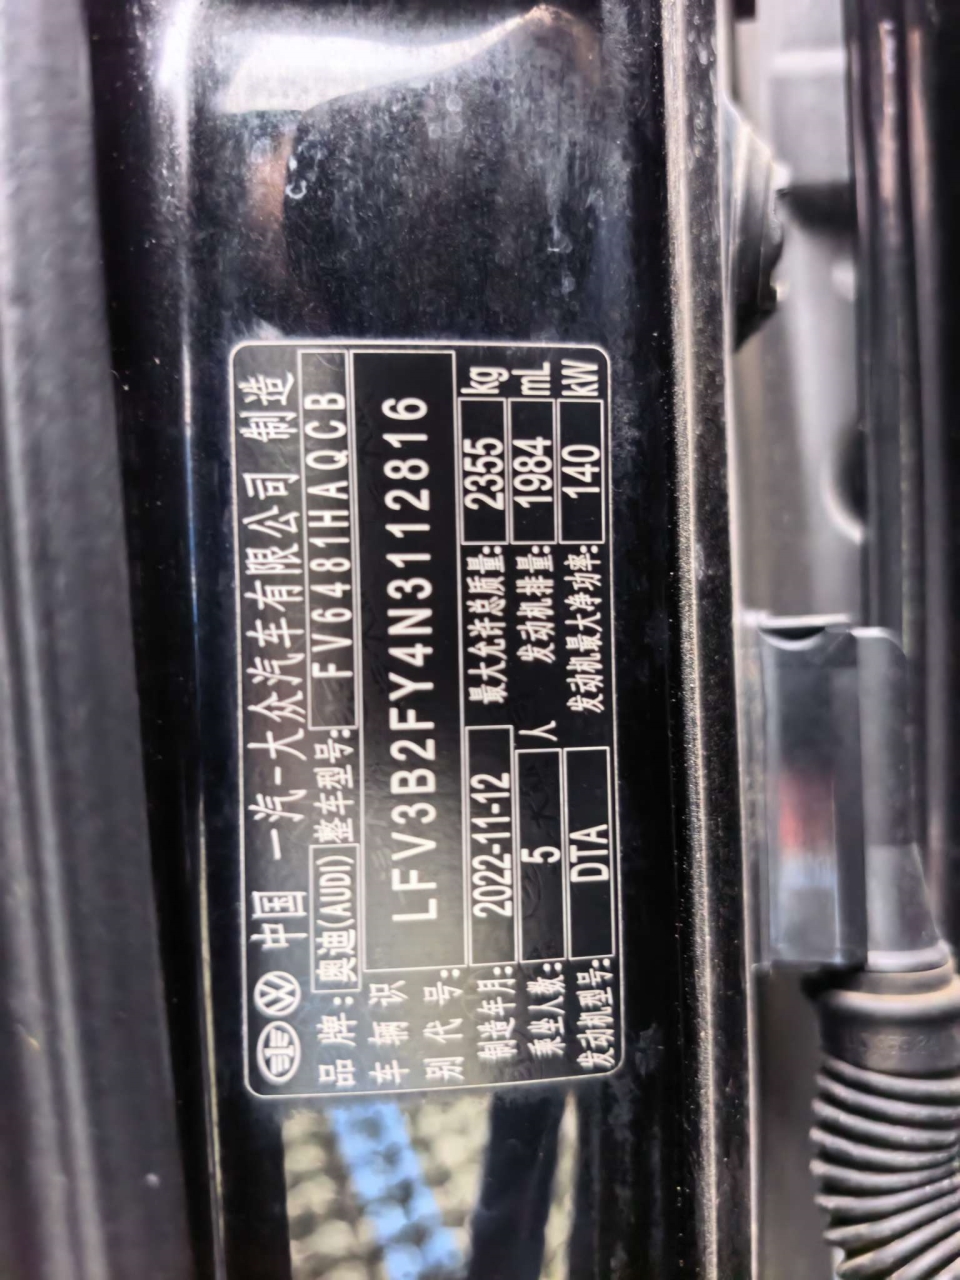 中国 一汽-大众汽车有限公司 制造
品牌: 奥迪(AUDI) 整车型号: FV6481HAQCB
车辆识别代号: LFV3B2FY4N3112816
制造年月: 2022-11-12 最大允许总质量: 2355 kg
乘坐人数: 5 人 发动机排量: 1984 mL
发动机型号: DTA 发动机最大净功率: 140 kW